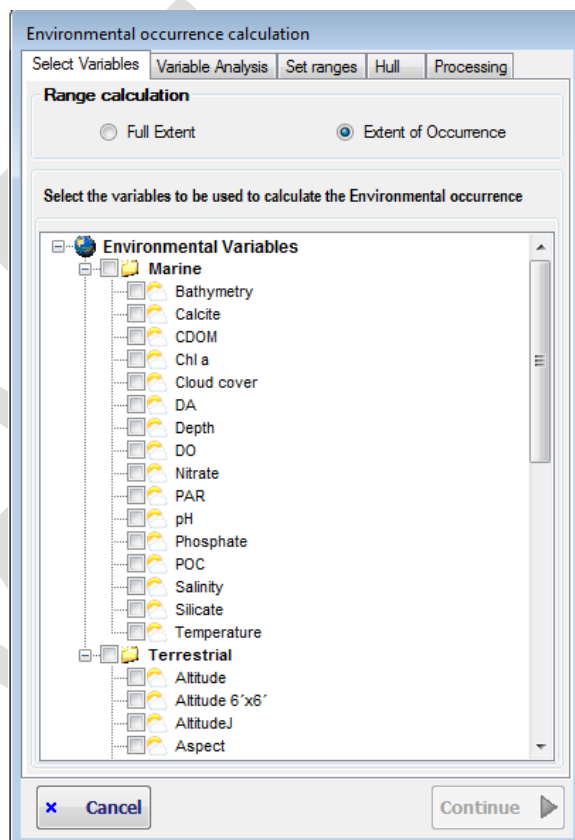 Environmental occurrence calculation
Select Variables Variable Analysis Set ranges Hull Processing
Range calculation
Full Extent Extent of Occurrence
Select the variables to be used to calculate the Environmental occurrence
Environmental Variables
Marine
Bathymetry
Calcite
CDOM
Chl a
Cloud cover
DA
Depth
DO
Nitrate
PAR
pH
Phosphate
POC
Salinity
Silicate
Temperature
Terrestrial
Altitude
Altitude 6´x6´
AltitudeJ
Aspect
Cancel Continue